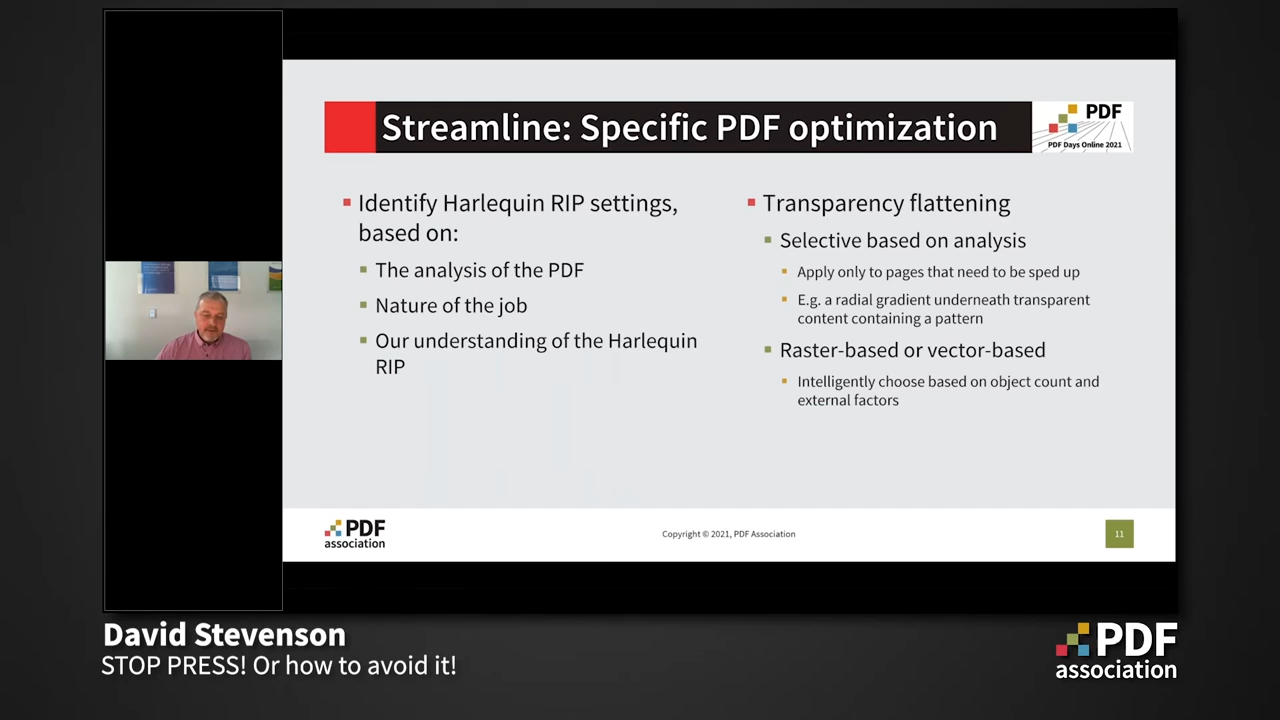 Streamline: Specific PDF optimization
PDF
PDF Days Online 2021
Identify Harlequin RIP settings,
based on:
The analysis of the PDF
Nature of the job
Our understanding of the Harlequin
RIP
Transparency flattening
Selective based on analysis
Apply only to pages that need to be sped up
E.g. a radial gradient underneath transparent
content containing a pattern
Raster-based or vector-based
Intelligently choose based on object count and
external factors
PDF
association
Copyright © 2021, PDF Association
11
David Stevenson
STOP PRESS! Or how to avoid it!
PDF
association